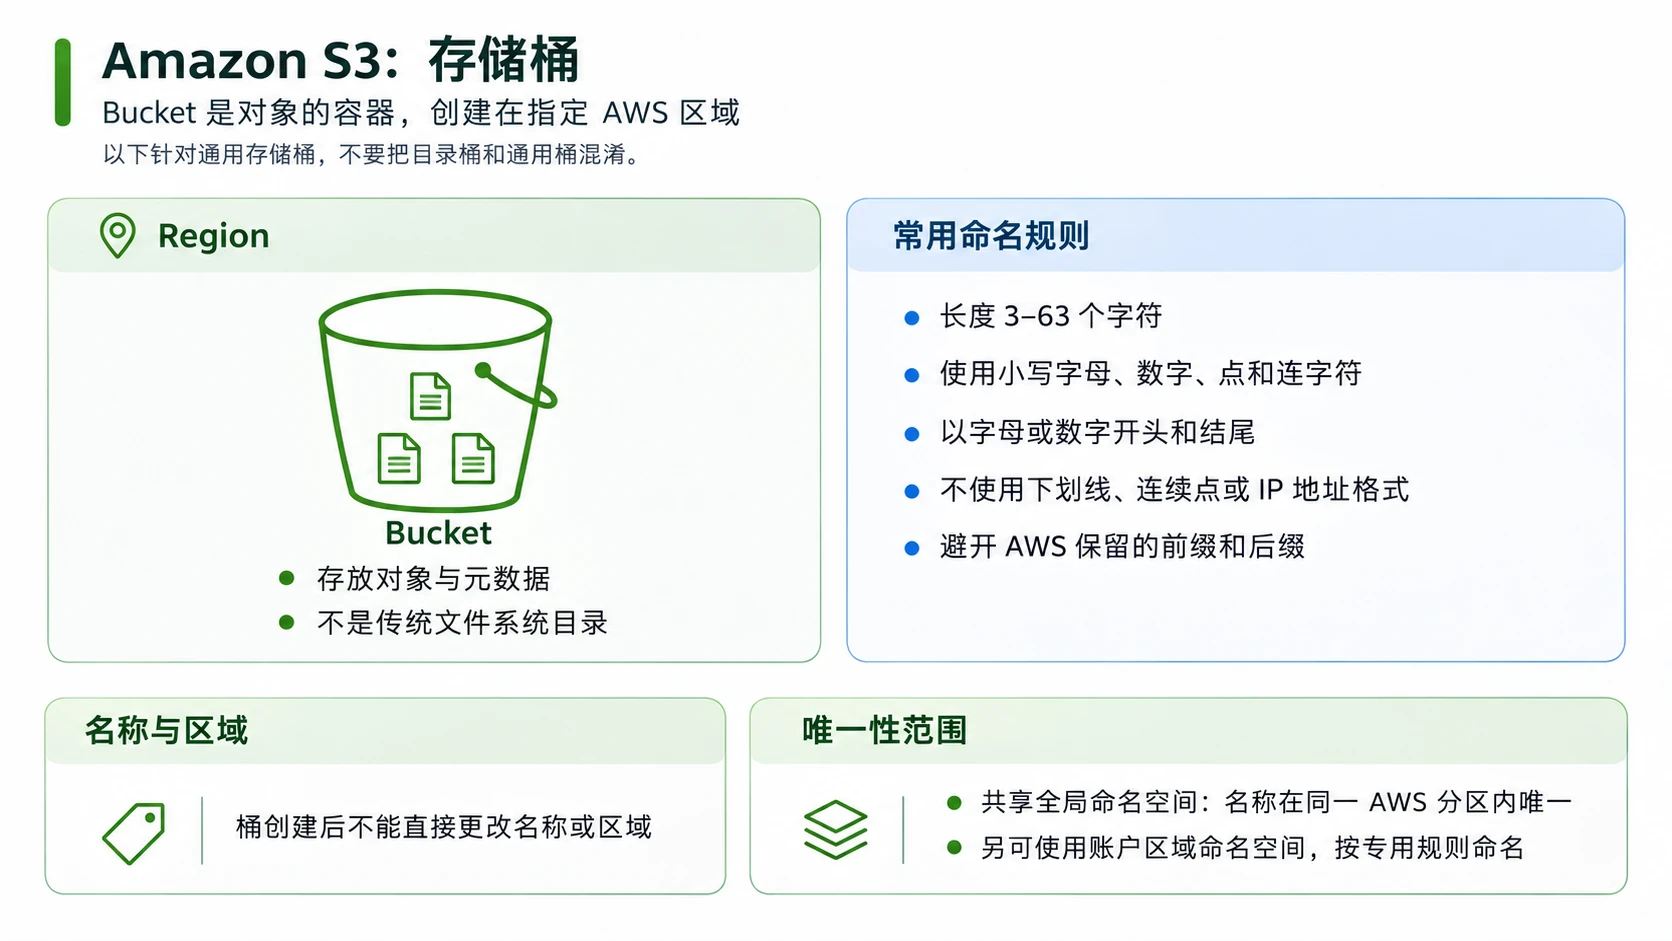 Amazon S3：存储桶
Bucket 是对象的容器，创建在指定 AWS 区域
以下针对通用存储桶，不要把目录桶和通用桶混淆。
Region
Bucket
存放对象与元数据
不是传统文件系统目录
常用命名规则
长度 3–63 个字符
使用小写字母、数字、点和连字符
以字母或数字开头和结尾
不使用下划线、连续点或 IP 地址格式
避开 AWS 保留的前缀和后缀
名称与区域
桶创建后不能直接更改名称或区域
唯一性范围
共享全局命名空间：名称在同一 AWS 分区内唯一
另可使用账户区域命名空间，按专用规则命名